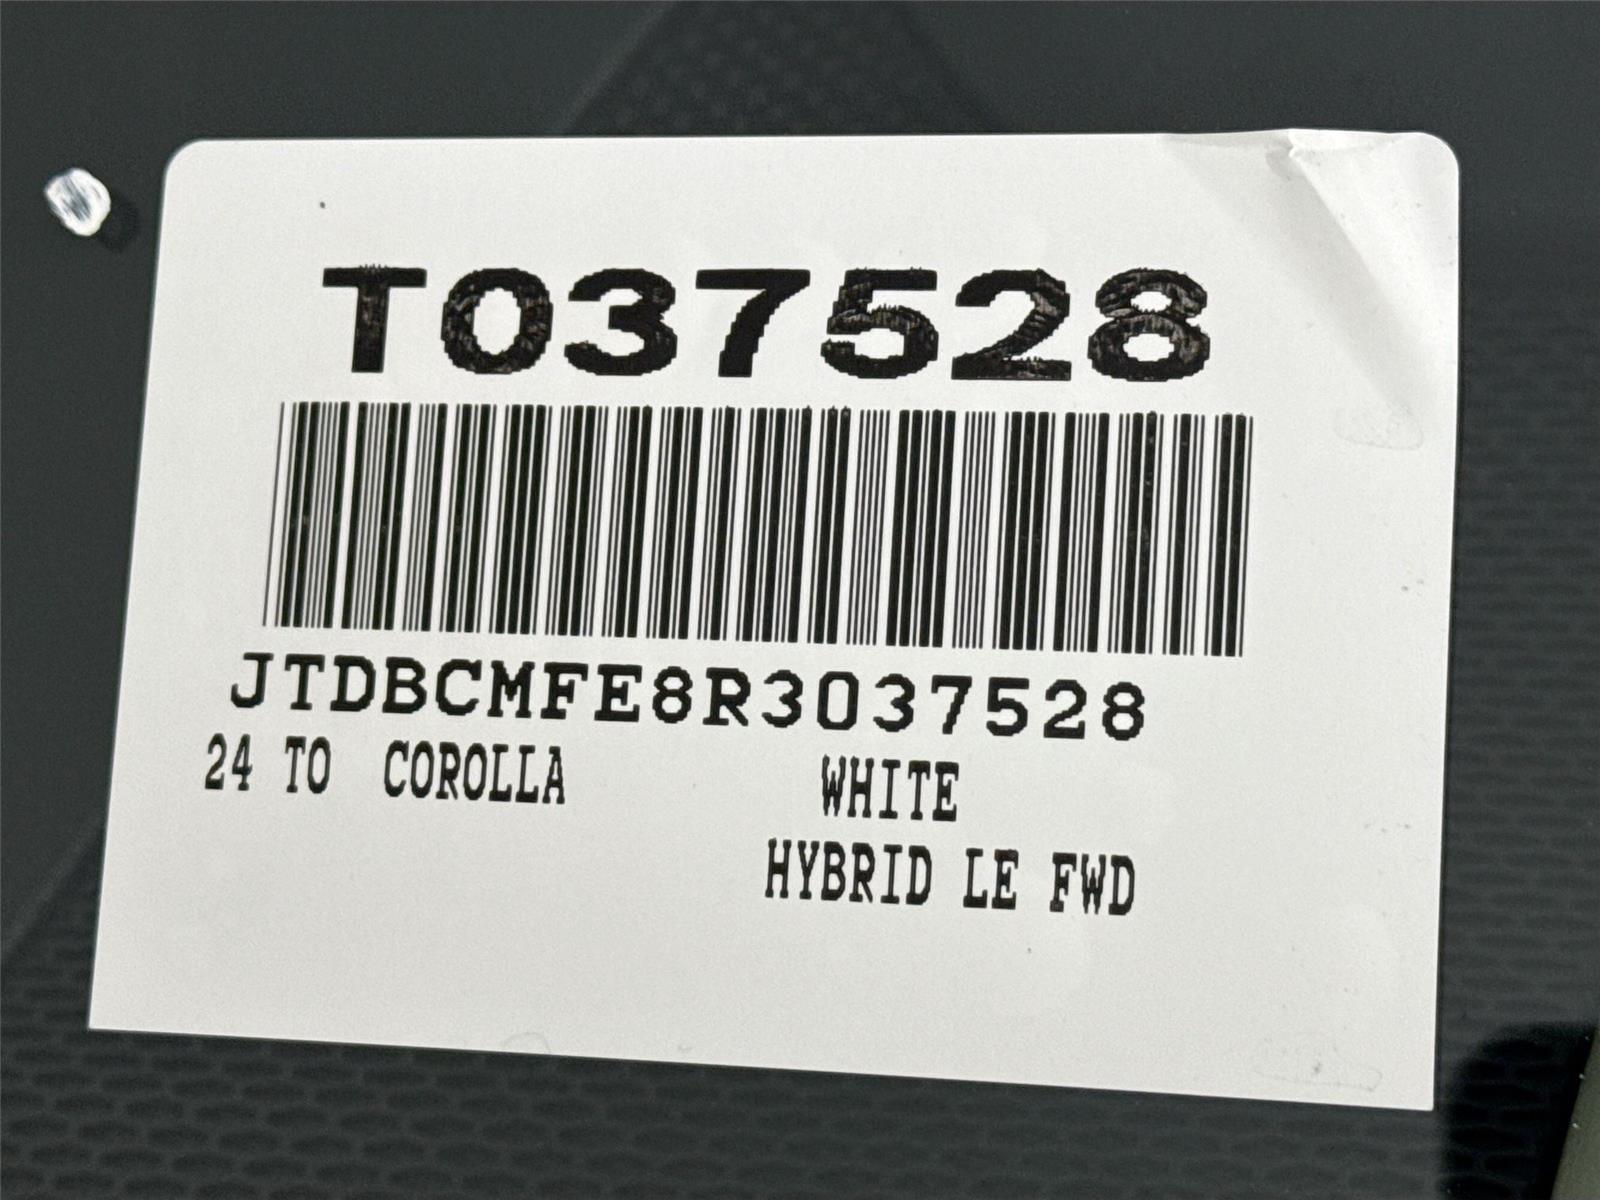 T037528
JTDBCMFE8R3037528
24 TO COROLLA WHITE
HYBRID LE FWD